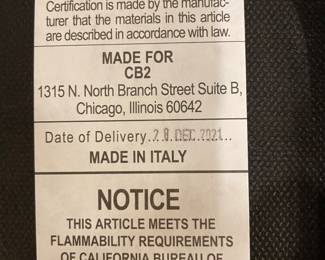 Certification is made by the manufac-
turer that the materials in this article
are described in accordance with law.
MADE FOR
CB2
1315 N. North Branch Street Suite B,
Chicago, Illinois 60642
Date of Delivery..28 DEC 2021...
MADE IN ITALY
NOTICE
THIS ARTICLE MEETS THE
FLAMMABILITY REQUIREMENTS
OF CALIFORNIA BUREAU OF